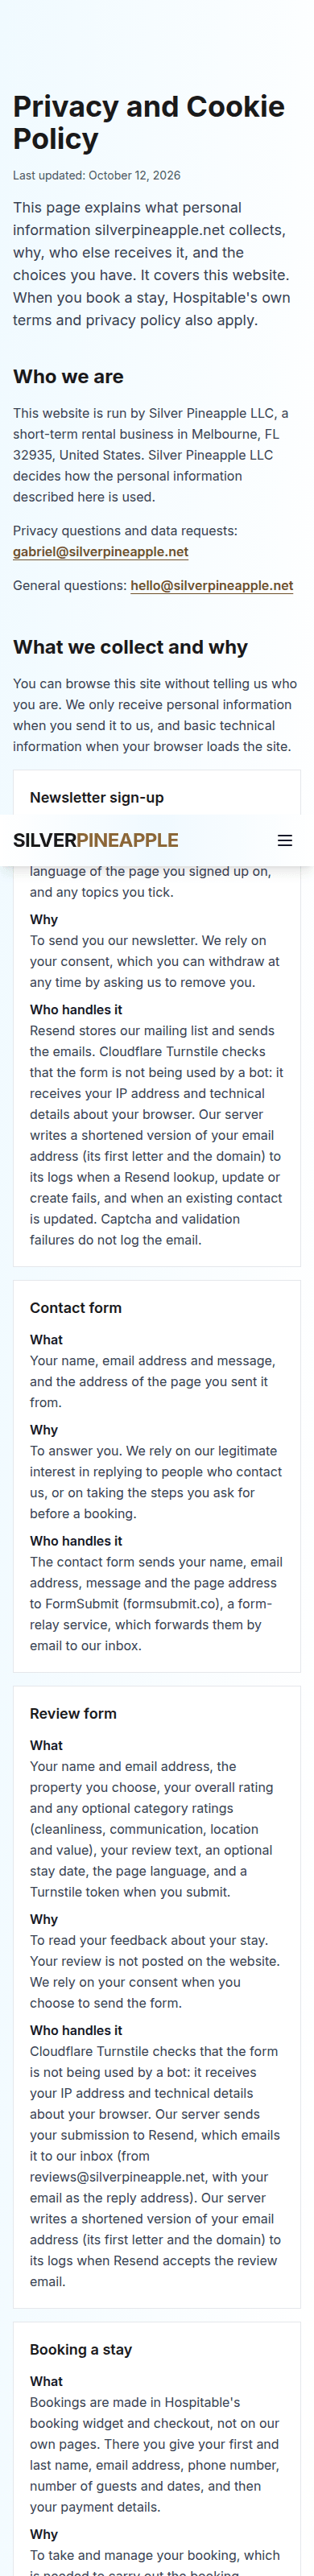 Privacy and Cookie
Policy
Last updated: October 12, 2026
This page explains what personal
information silverpineapple.net collects,
why, who else receives it, and the
choices you have. It covers this website.
When you book a stay, Hospitable's own
terms and privacy policy also apply.
Who we are
This website is run by Silver Pineapple LLC, a
short-term rental business in Melbourne, FL
32935, United States. Silver Pineapple LLC
decides how the personal information
described here is used.
Privacy questions and data requests:
gabriel@silverpineapple.net
General questions: hello@silverpineapple.net
What we collect and why
You can browse this site without telling us who
you are. We only receive personal information
when you send it to us, and basic technical
information when your browser loads the site.
Newsletter sign-up
SILVERPINEAPPLE
language of the page you signed up on,
and any topics you tick.
Why
To send you our newsletter. We rely on
your consent, which you can withdraw at
any time by asking us to remove you.
Who handles it
Resend stores our mailing list and sends
the emails. Cloudflare Turnstile checks
that the form is not being used by a bot: it
receives your IP address and technical
details about your browser. Our server
writes a shortened version of your email
address (its first letter and the domain) to
its logs when a Resend lookup, update or
create fails, and when an existing contact
is updated. Captcha and validation
failures do not log the email.
Contact form
What
Your name, email address and message,
and the address of the page you sent it
from.
Why
To answer you. We rely on our legitimate
interest in replying to people who contact
us, or on taking the steps you ask for
before a booking.
Who handles it
The contact form sends your name, email
address, message and the page address
to FormSubmit (formsubmit.co), a form-
relay service, which forwards them by
email to our inbox.
Review form
What
Your name and email address, the
property you choose, your overall rating
and any optional category ratings
(cleanliness, communication, location
and value), your review text, an optional
stay date, the page language, and a
Turnstile token when you submit.
Why
To read your feedback about your stay.
Your review is not posted on the website.
We rely on your consent when you
choose to send the form.
Who handles it
Cloudflare Turnstile checks that the form
is not being used by a bot: it receives
your IP address and technical details
about your browser. Our server sends
your submission to Resend, which emails
it to our inbox (from
reviews@silverpineapple.net, with your
email as the reply address). Our server
writes a shortened version of your email
address (its first letter and the domain) to
its logs when Resend accepts the review
email.
Booking a stay
What
Bookings are made in Hospitable's
booking widget and checkout, not on our
own pages. There you give your first and
last name, email address, phone number,
number of guests and dates, and then
your payment details.
Why
To take and manage your booking, which
is needed to carry out the booking